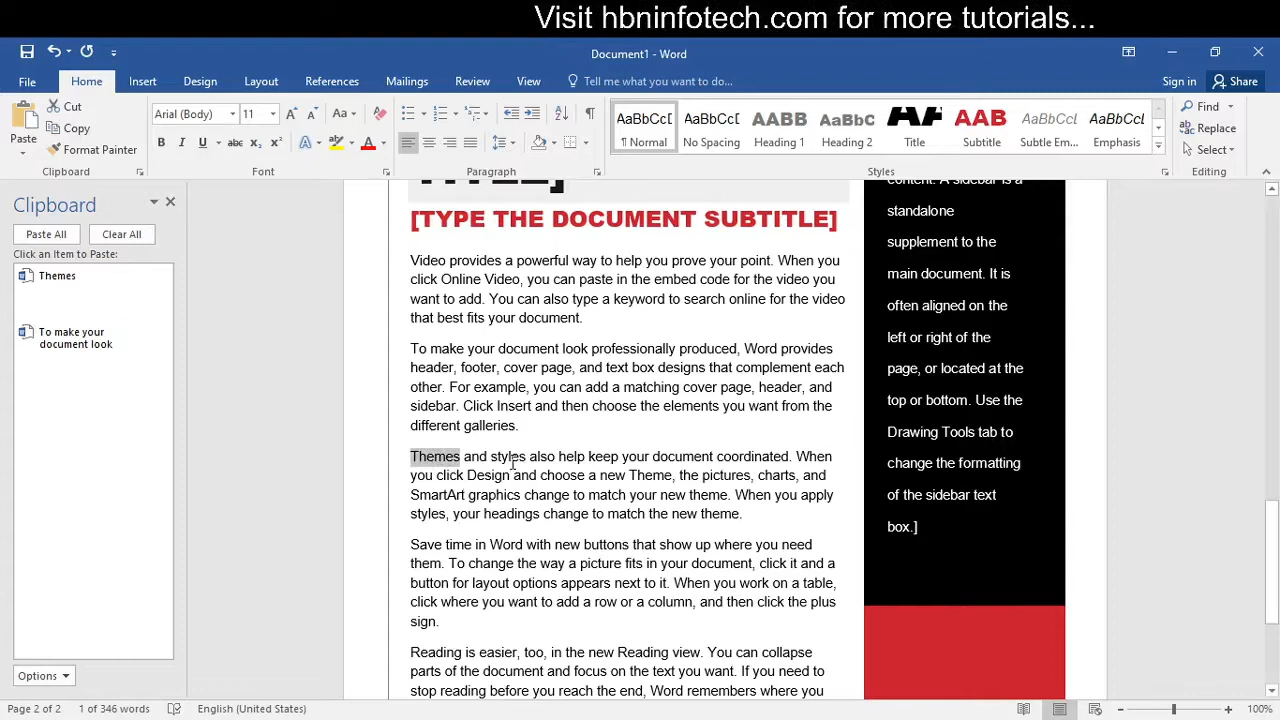 Visit hbninfotech.com for more tutorials...
Document1 - Word
File Home Insert Design Layout References Mailings Review View Tell me what you want to do... Sign in Share
Paste
Cut
Copy
Format Painter
Clipboard
Arial (Body) 11
Font
Paragraph
AaBbCcI AaBbCcI AABB AaBbC AAB AaBbCcI AaBbCcI
¶ Normal No Spacing Heading 1 Heading 2 Title Subtitle Subtle Em... Emphasis
Styles
Find
Replace
Select
Editing
Clipboard
Paste All Clear All
Click an Item to Paste:
Themes
To make your
document look
Options
[TYPE THE DOCUMENT SUBTITLE]
Video provides a powerful way to help you prove your point. When you
click Online Video, you can paste in the embed code for the video you
want to add. You can also type a keyword to search online for the video
that best fits your document.
To make your document look professionally produced, Word provides
header, footer, cover page, and text box designs that complement each
other. For example, you can add a matching cover page, header, and
sidebar. Click Insert and then choose the elements you want from the
different galleries.
Themes and styles also help keep your document coordinated. When
you click Design and choose a new Theme, the pictures, charts, and
SmartArt graphics change to match your new theme. When you apply
styles, your headings change to match the new theme.
Save time in Word with new buttons that show up where you need
them. To change the way a picture fits in your document, click it and a
button for layout options appears next to it. When you work on a table,
click where you want to add a row or a column, and then click the plus
sign.
Reading is easier, too, in the new Reading view. You can collapse
parts of the document and focus on the text you want. If you need to
stop reading before you reach the end, Word remembers where you
content. A sidebar is a
standalone
supplement to the
main document. It is
often aligned on the
left or right of the
page, or located at the
top or bottom. Use the
Drawing Tools tab to
change the formatting
of the sidebar text
box.]
Page 2 of 2 1 of 346 words English (United States) 100%